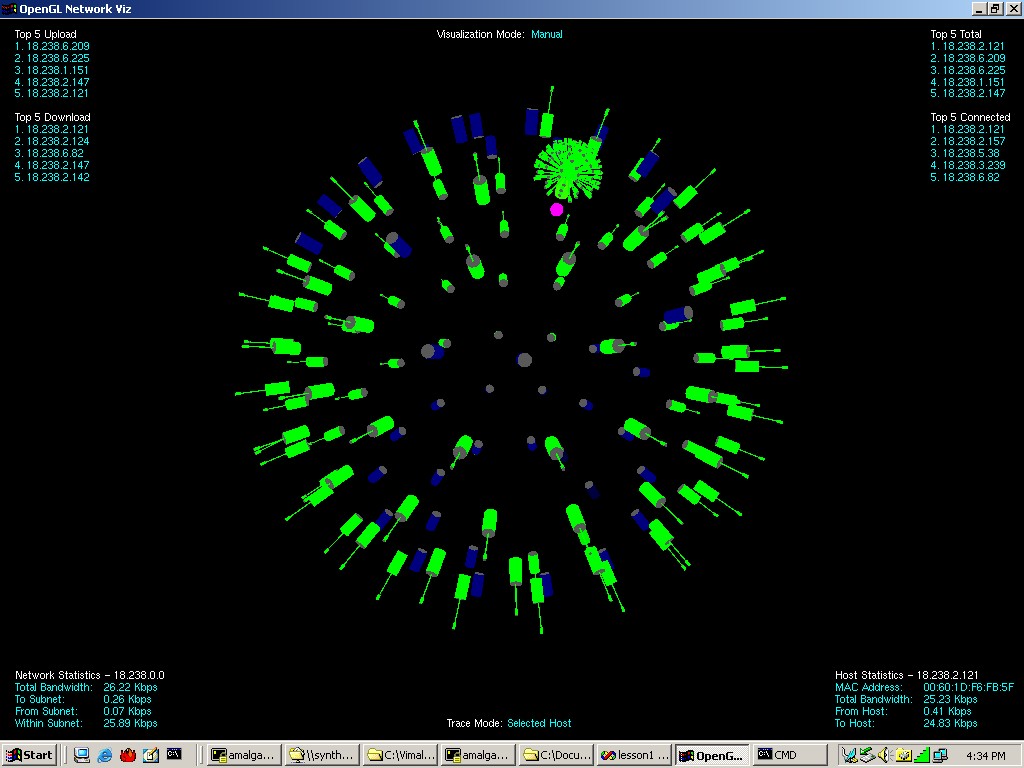 OpenGL Network Viz
Top 5 Upload
1. 18.238.6.209
2. 18.238.6.225
3. 18.238.1.151
4. 18.238.2.147
5. 18.238.2.121
Top 5 Download
1. 18.238.2.121
2. 18.238.2.124
3. 18.238.6.82
4. 18.238.2.147
5. 18.238.2.142
Visualization Mode: Manual
Top 5 Total
1. 18.238.2.121
2. 18.238.6.209
3. 18.238.6.225
4. 18.238.1.151
5. 18.238.2.147
Top 5 Connected
1. 18.238.2.121
2. 18.238.2.157
3. 18.238.5.38
4. 18.238.3.239
5. 18.238.6.82
Network Statistics - 18.238.0.0
Total Bandwidth: 26.22 Kbps
To Subnet: 0.26 Kbps
From Subnet: 0.07 Kbps
Within Subnet: 25.89 Kbps
Trace Mode: Selected Host
Host Statistics - 18.238.2.121
MAC Address: 00:60:1D:F6:FB:5F
Total Bandwidth: 25.23 Kbps
From Host: 0.41 Kbps
To Host: 24.83 Kbps
Start
amalga...
\\synth...
C:\Vimal...
amalga...
C:\Docu...
lesson1 ...
OpenG...
CMD
4:34 PM